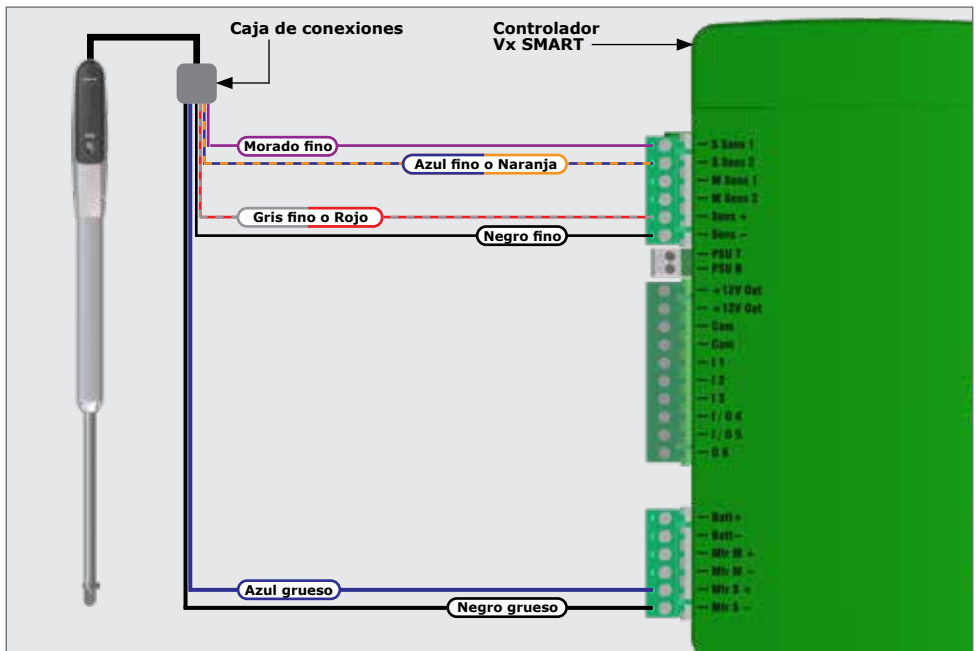 Caja de conexiones
Controlador
Vx SMART
Morado fino
Azul fino o Naranja
Gris fino o Rojo
Negro fino
S Sens 1
S Sens 2
M Sens 1
M Sens 2
Sens +
Sens –
PSU T
PSU N
+12V Out
+12V Out
Com
Com
I 1
I 2
I 3
I / O 4
I / O 5
O 6
Batt+
Batt–
Mtr M +
Mtr M –
Mtr S +
Mtr S –
Azul grueso
Negro grueso